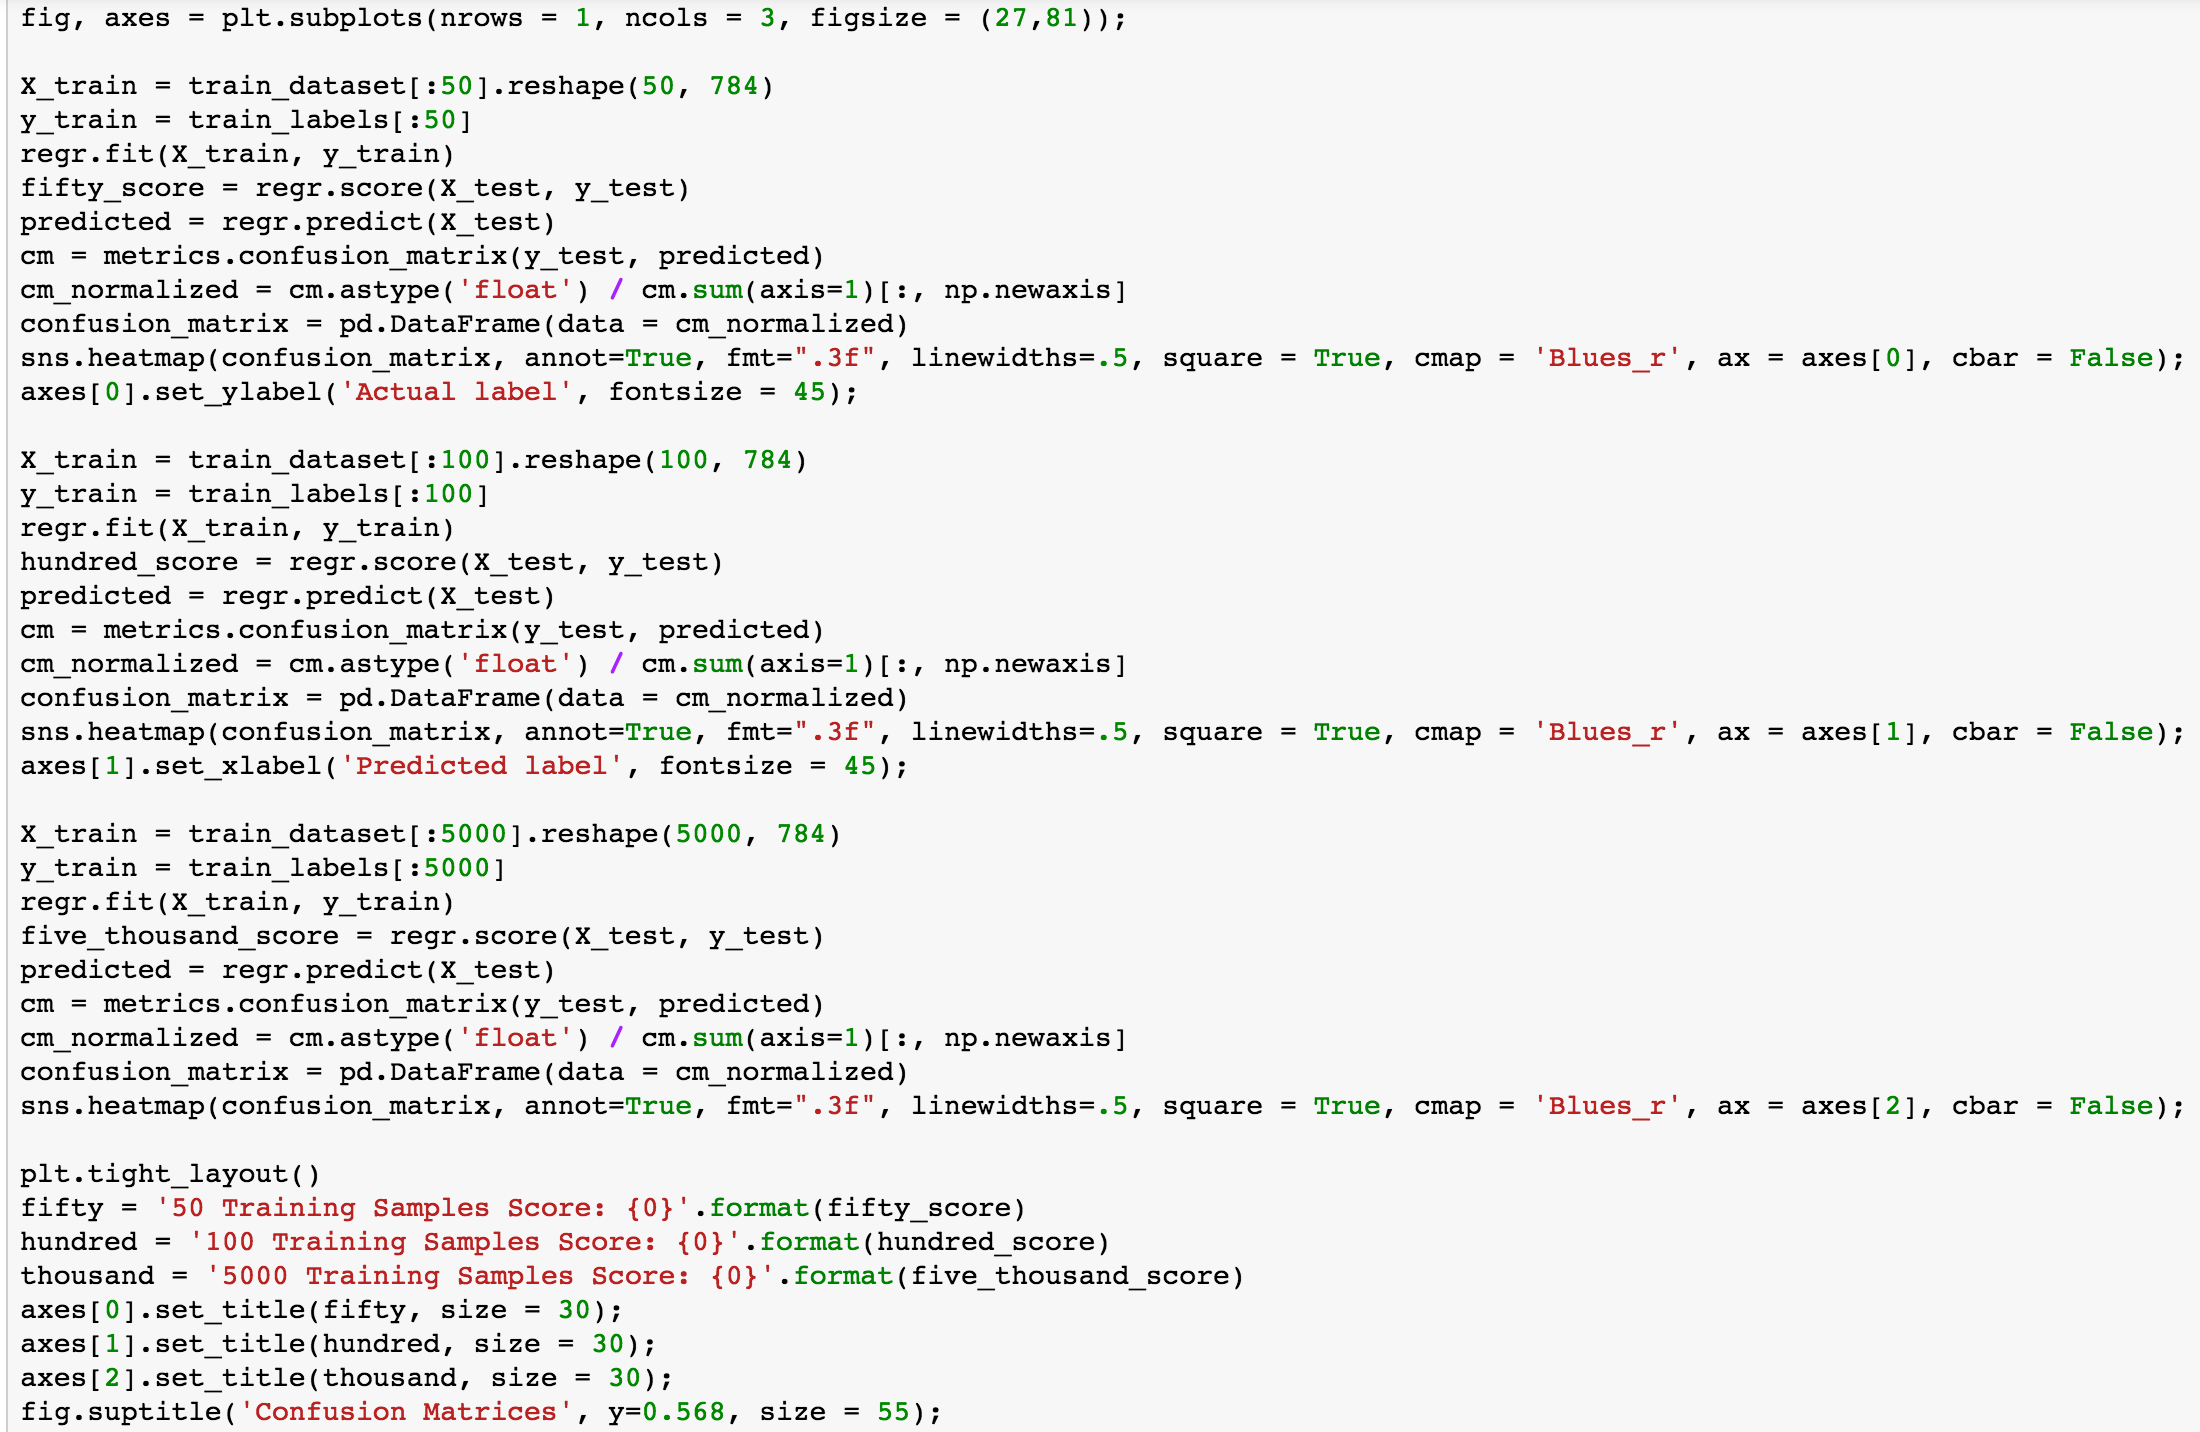 fig, axes = plt.subplots(nrows = 1, ncols = 3, figsize = (27,81));

X_train = train_dataset[:50].reshape(50, 784)
y_train = train_labels[:50]
regr.fit(X_train, y_train)
fifty_score = regr.score(X_test, y_test)
predicted = regr.predict(X_test)
cm = metrics.confusion_matrix(y_test, predicted)
cm_normalized = cm.astype('float') / cm.sum(axis=1)[:, np.newaxis]
confusion_matrix = pd.DataFrame(data = cm_normalized)
sns.heatmap(confusion_matrix, annot=True, fmt=".3f", linewidths=.5, square = True, cmap = 'Blues_r', ax = axes[0], cbar = False);
axes[0].set_ylabel('Actual label', fontsize = 45);

X_train = train_dataset[:100].reshape(100, 784)
y_train = train_labels[:100]
regr.fit(X_train, y_train)
hundred_score = regr.score(X_test, y_test)
predicted = regr.predict(X_test)
cm = metrics.confusion_matrix(y_test, predicted)
cm_normalized = cm.astype('float') / cm.sum(axis=1)[:, np.newaxis]
confusion_matrix = pd.DataFrame(data = cm_normalized)
sns.heatmap(confusion_matrix, annot=True, fmt=".3f", linewidths=.5, square = True, cmap = 'Blues_r', ax = axes[1], cbar = False);
axes[1].set_xlabel('Predicted label', fontsize = 45);

X_train = train_dataset[:5000].reshape(5000, 784)
y_train = train_labels[:5000]
regr.fit(X_train, y_train)
five_thousand_score = regr.score(X_test, y_test)
predicted = regr.predict(X_test)
cm = metrics.confusion_matrix(y_test, predicted)
cm_normalized = cm.astype('float') / cm.sum(axis=1)[:, np.newaxis]
confusion_matrix = pd.DataFrame(data = cm_normalized)
sns.heatmap(confusion_matrix, annot=True, fmt=".3f", linewidths=.5, square = True, cmap = 'Blues_r', ax = axes[2], cbar = False);

plt.tight_layout()
fifty = '50 Training Samples Score: {0}'.format(fifty_score)
hundred = '100 Training Samples Score: {0}'.format(hundred_score)
thousand = '5000 Training Samples Score: {0}'.format(five_thousand_score)
axes[0].set_title(fifty, size = 30);
axes[1].set_title(hundred, size = 30);
axes[2].set_title(thousand, size = 30);
fig.suptitle('Confusion Matrices', y=0.568, size = 55);